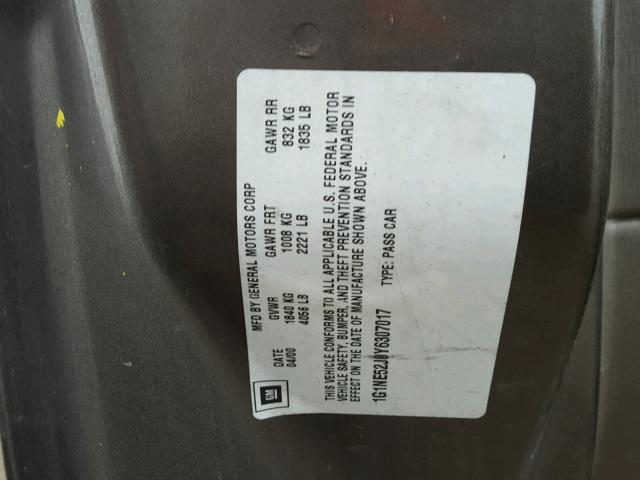 GM
MFD BY GENERAL MOTORS CORP
DATE GVWR GAWR FRT GAWR RR
04/00 1840 KG 1008 KG 832 KG
4056 LB 2221 LB 1835 LB
THIS VEHICLE CONFORMS TO ALL APPLICABLE U.S. FEDERAL MOTOR
VEHICLE SAFETY, BUMPER, AND THEFT PREVENTION STANDARDS IN
EFFECT ON THE DATE OF MANUFACTURE SHOWN ABOVE.
1G1NE52J0Y6307017 TYPE: PASS CAR